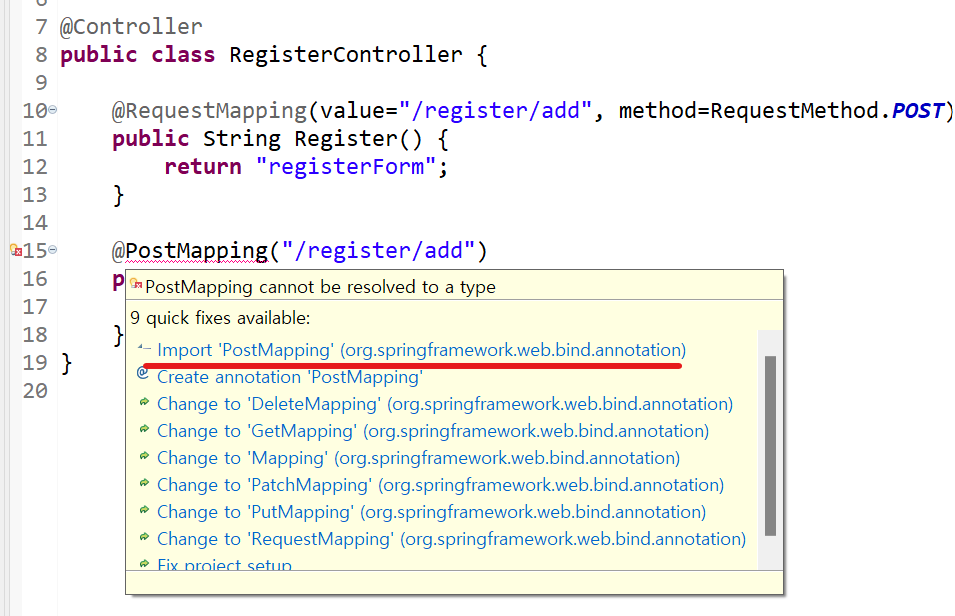 7 @Controller
8 public class RegisterController {
9
10 @RequestMapping(value="/register/add", method=RequestMethod.POST)
11 public String Register() {
12 return "registerForm";
13 }
14
15 @PostMapping("/register/add")
16 p
17
18 }
19 }
20
PostMapping cannot be resolved to a type
9 quick fixes available:
Import 'PostMapping' (org.springframework.web.bind.annotation)
Create annotation 'PostMapping'
Change to 'DeleteMapping' (org.springframework.web.bind.annotation)
Change to 'GetMapping' (org.springframework.web.bind.annotation)
Change to 'Mapping' (org.springframework.web.bind.annotation)
Change to 'PatchMapping' (org.springframework.web.bind.annotation)
Change to 'PutMapping' (org.springframework.web.bind.annotation)
Change to 'RequestMapping' (org.springframework.web.bind.annotation)
Fix project setup